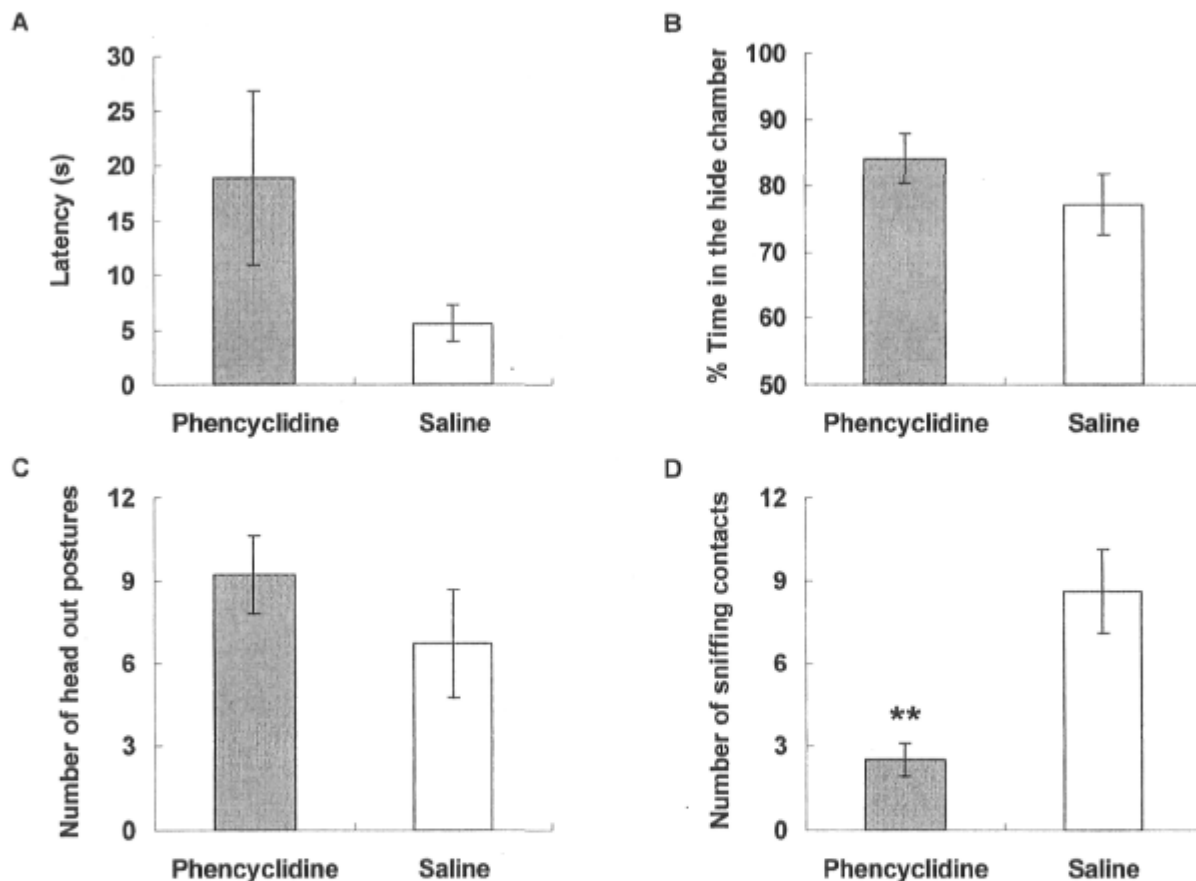 A
Latency (s)
30
25
20
15
10
5
0
Phencyclidine Saline
B
% Time in the hide chamber
100
90
80
70
60
50
Phencyclidine Saline
C
Number of head out postures
12
9
6
3
0
Phencyclidine Saline
D
Number of sniffing contacts
12
9
6
3
0
**
Phencyclidine Saline